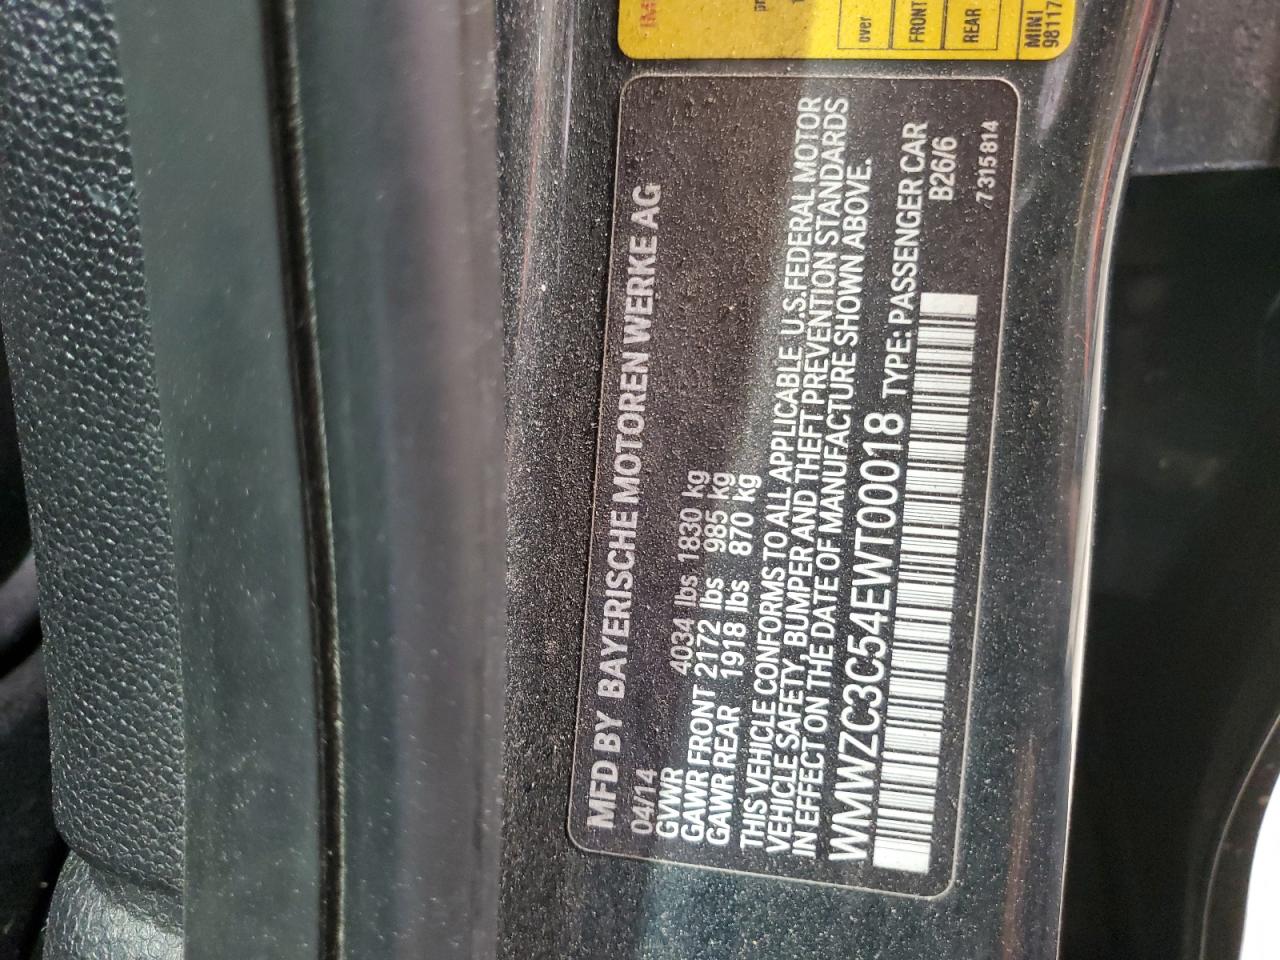 MFD BY BAYERISCHE MOTOREN WERKE AG
04/14
GVWR 4034 lbs 1830 kg
GAWR FRONT 2172 lbs 985 kg
GAWR REAR 1918 lbs 870 kg
THIS VEHICLE CONFORMS TO ALL APPLICABLE U.S.FEDERAL MOTOR
VEHICLE SAFETY, BUMPER AND THEFT PREVENTION STANDARDS
IN EFFECT ON THE DATE OF MANUFACTURE SHOWN ABOVE.
WMWZC3C54EWT00018 TYPE: PASSENGER CAR
B26/6
7 315 814
over
FRONT
REAR
MINI
98117